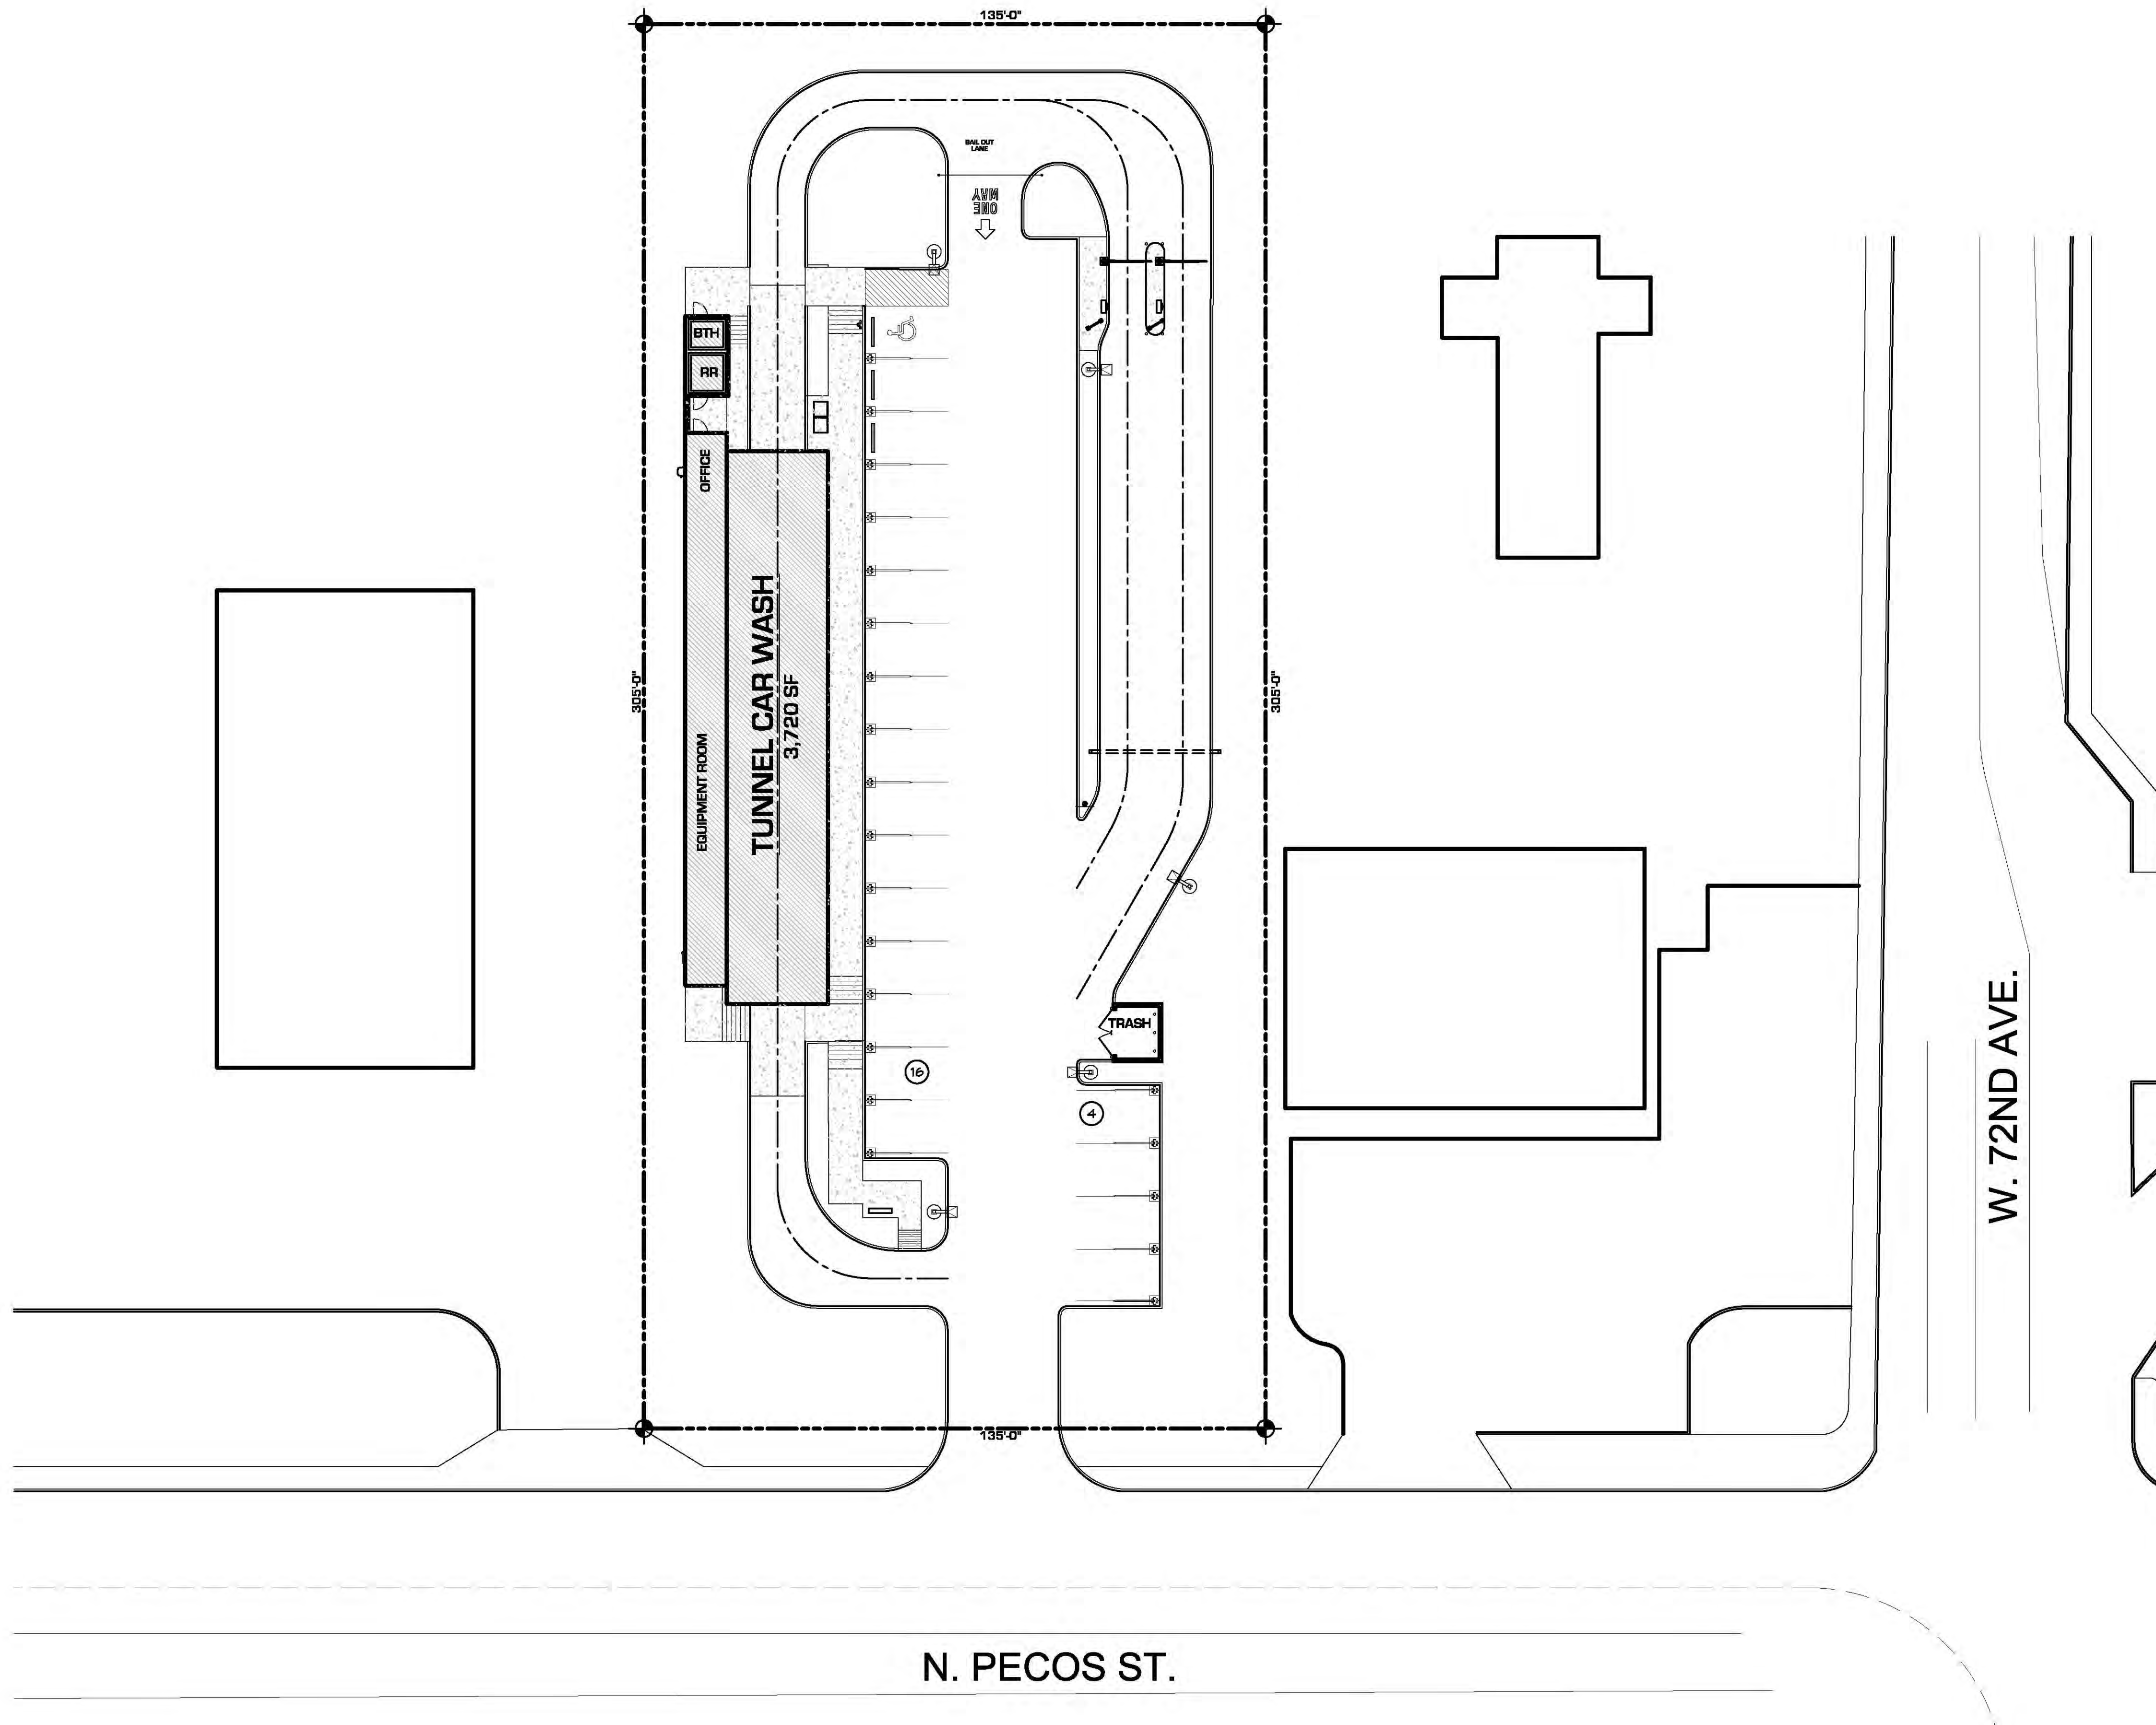 135'-0"
BAIL OUT
LANE
ONE
WAY
BTH
RR
OFFICE
TUNNEL CAR WASH
3,720 SF
EQUIPMENT ROOM
305'-0"
305'-0"
TRASH
16
4
W. 72ND AVE.
135'-0"
N. PECOS ST.